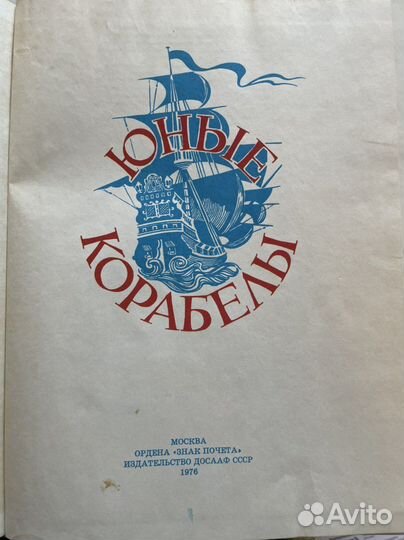 ЮНЫЕ
КОРАБЕЛЫ
МОСКВА
ОРДЕНА «ЗНАК ПОЧЕТА»
ИЗДАТЕЛЬСТВО ДОСААФ СССР
1976
Avito